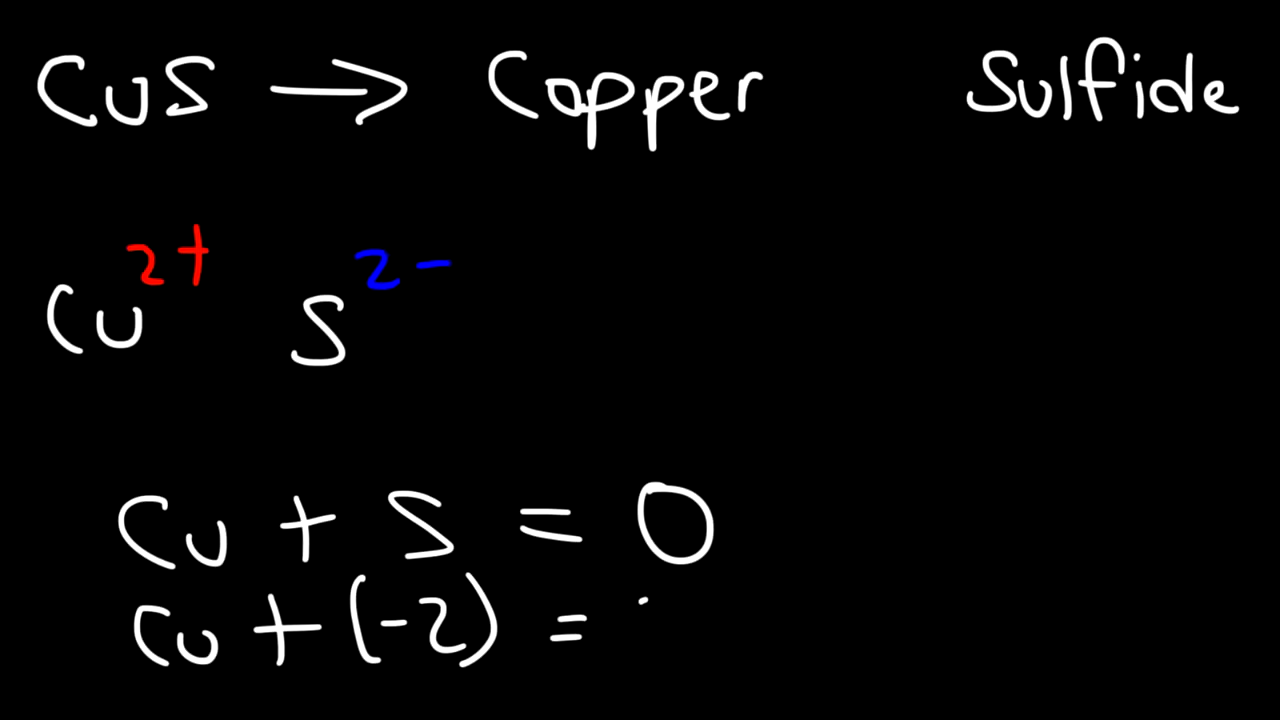 CuS → Copper Sulfide
Cu²⁺ S²⁻
Cu + S = 0
Cu + (-2) =